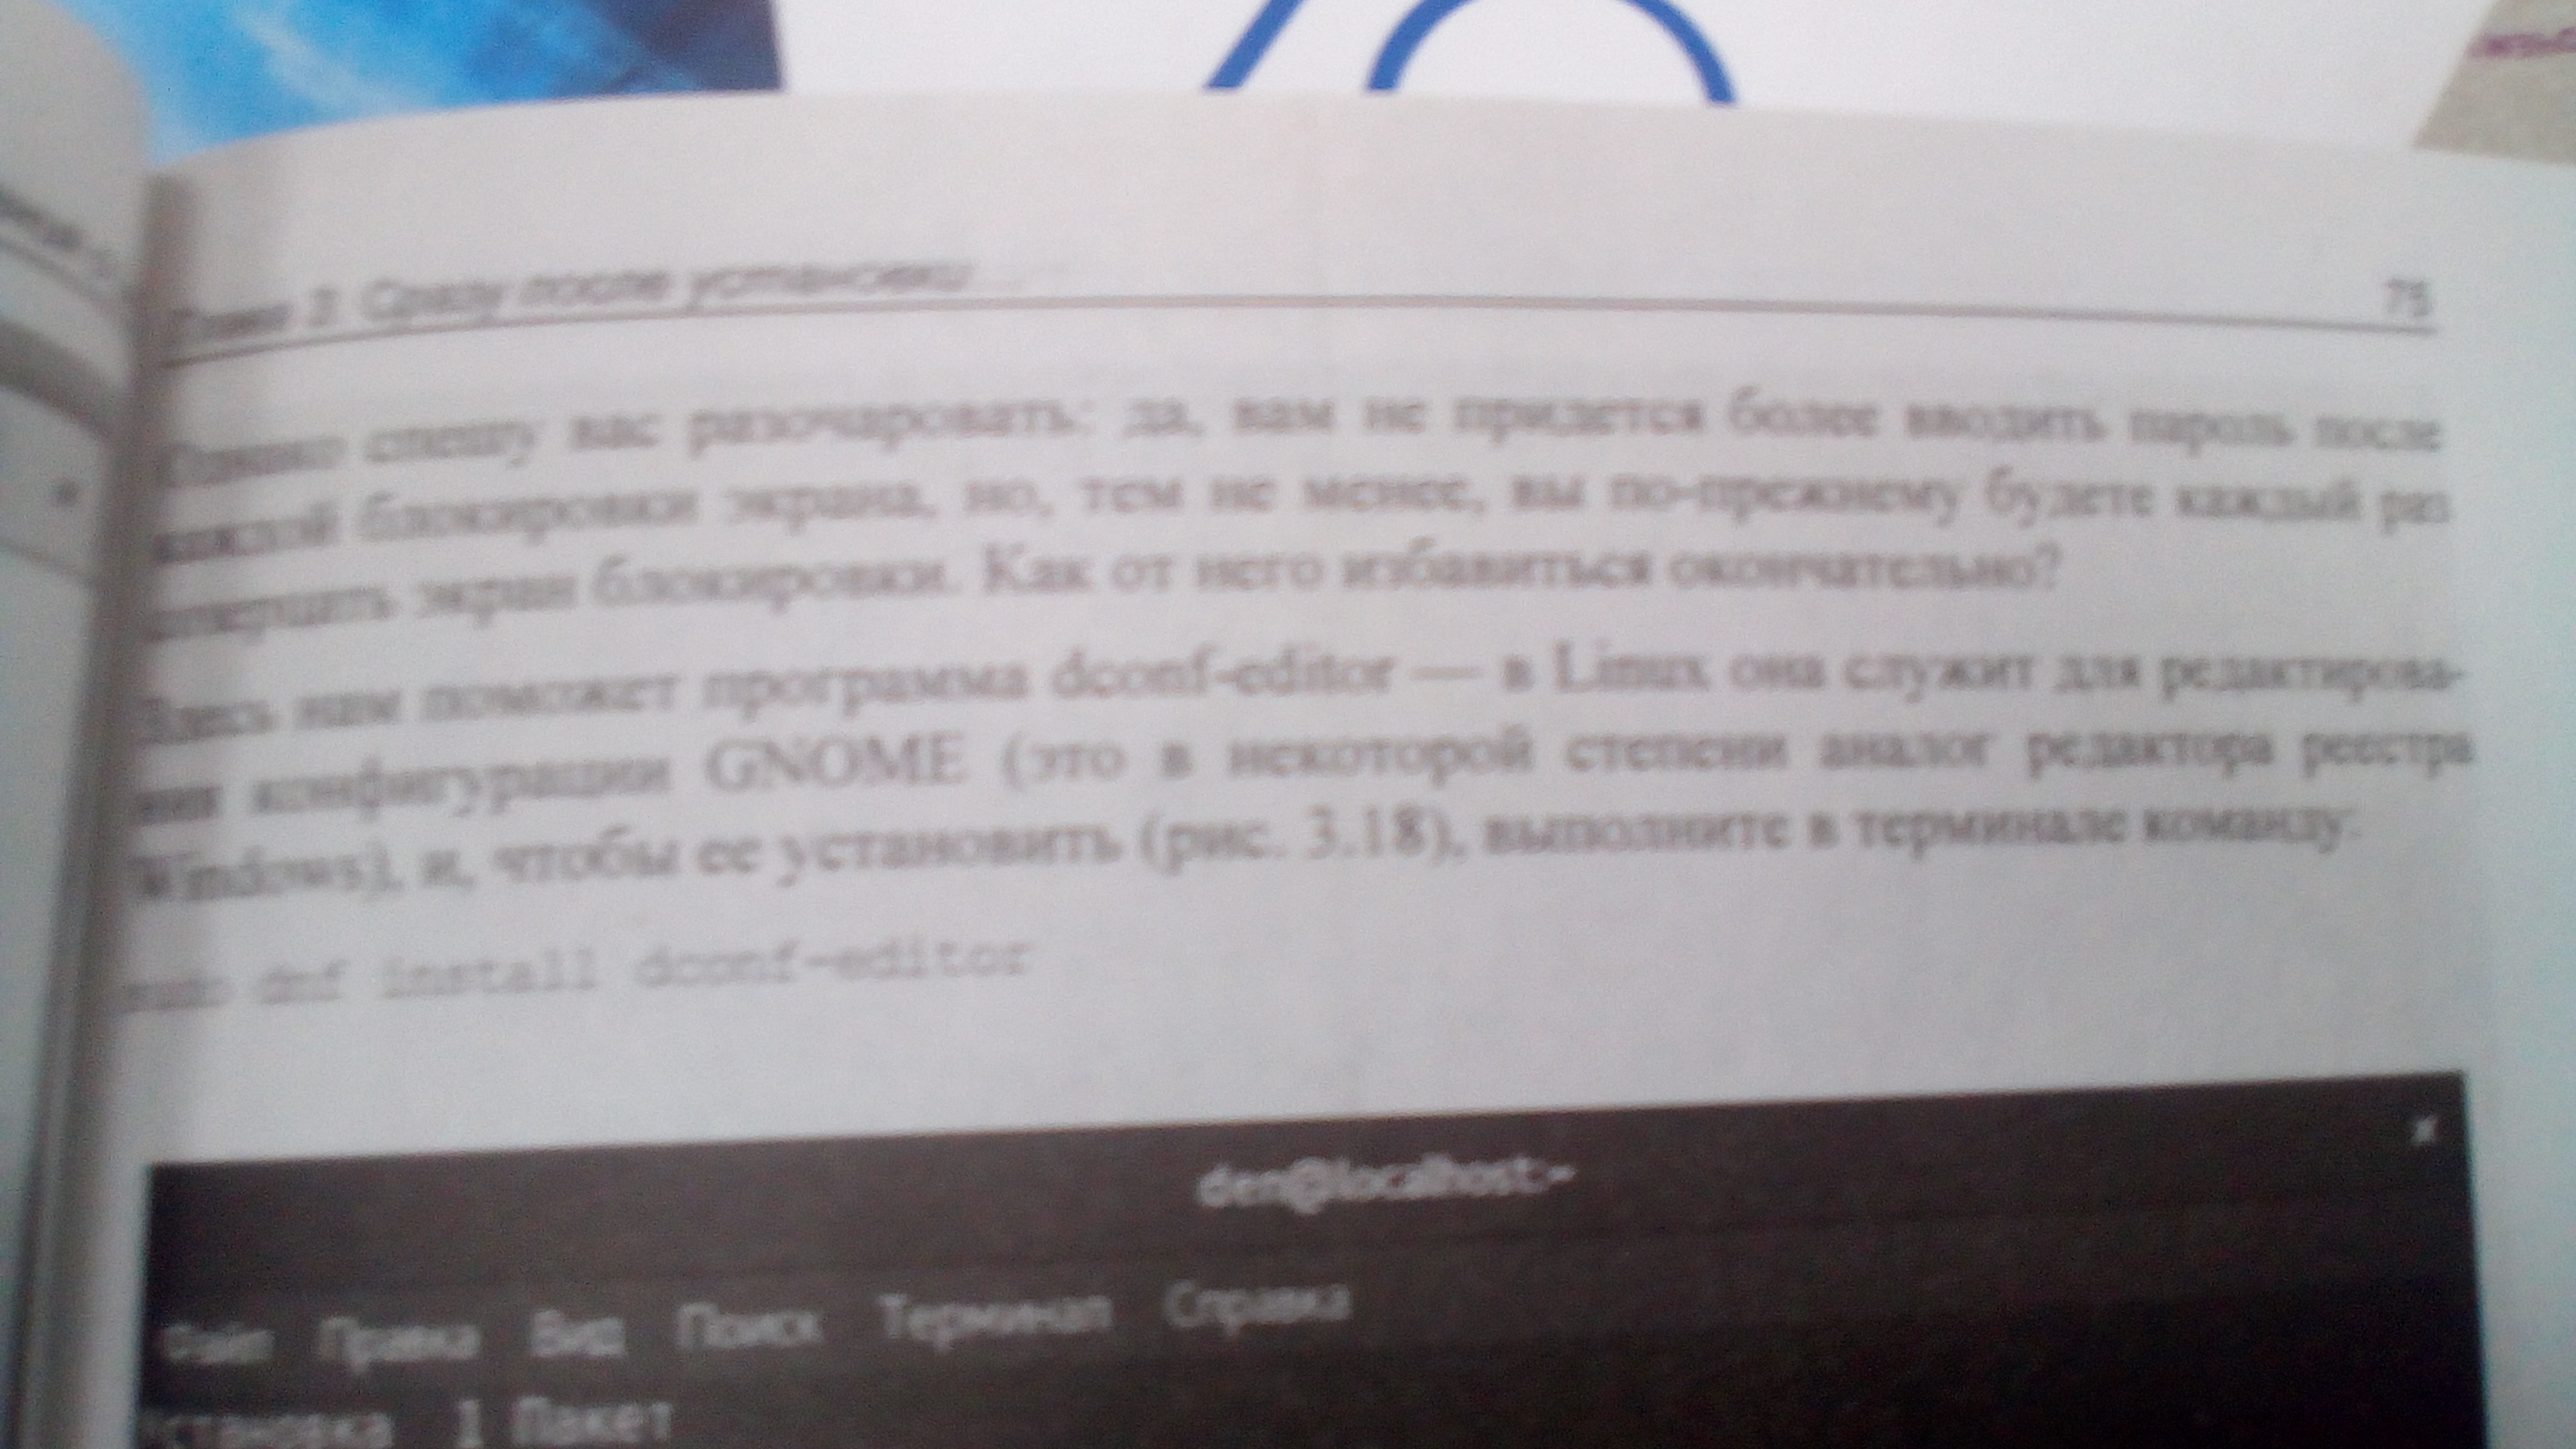 Глава 3. Сразу после установки
75
Однако спешу вас разочаровать: да, вам не придется более вводить пароль после
каждой блокировки экрана, но, тем не менее, вы по-прежнему будете каждый раз
экран блокировки. Как от него избавиться окончательно?
Здесь нам поможет программа dconf-editor — в Linux она служит для редактирова-
ния конфигурации GNOME (это в некоторой степени аналог редактора реестра
Windows), и, чтобы ее установить (рис. 3.18), выполните в терминале команду:
sudo dnf install dconf-editor
den@localhost:~
Файл Правка Вид Поиск Терминал Справка
Установка 1 Пакет